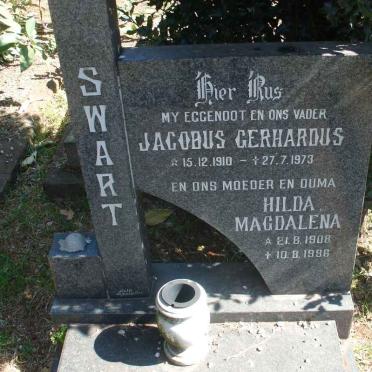 SWART
Hier Rus
MY EGGENOOT EN ONS VADER
JACOBUS GERHARDUS
☆ 15.12.1910 - ✝ 27.7.1973
EN ONS MOEDER EN OUMA
HILDA
MAGDALENA
☆ 21.8.1908
✝ 10.8.1998